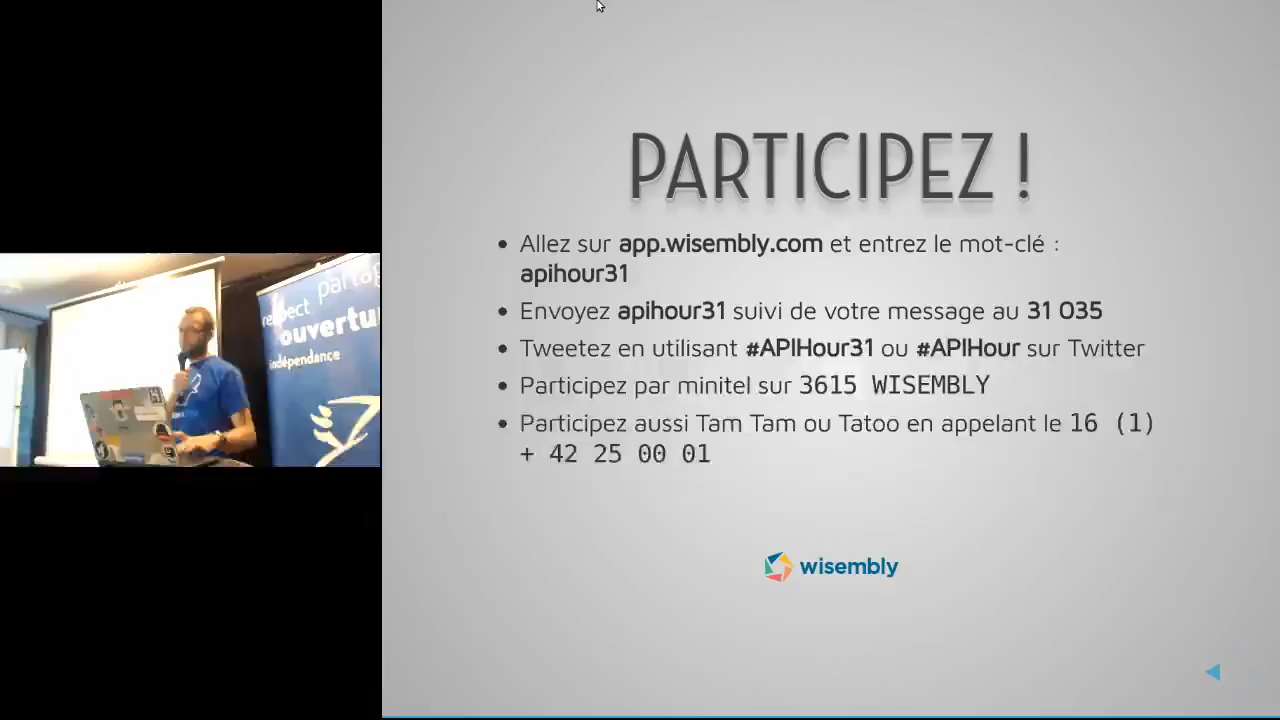 PARTICIPEZ !
• Allez sur app.wisembly.com et entrez le mot-clé :
apihour31
• Envoyez apihour31 suivi de votre message au 31 035
• Tweetez en utilisant #APIHour31 ou #APIHour sur Twitter
• Participez par minitel sur 3615 WISEMBLY
• Participez aussi Tam Tam ou Tatoo en appelant le 16 (1)
+ 42 25 00 01
wisembly
respect partag
ouvertu
indépendance